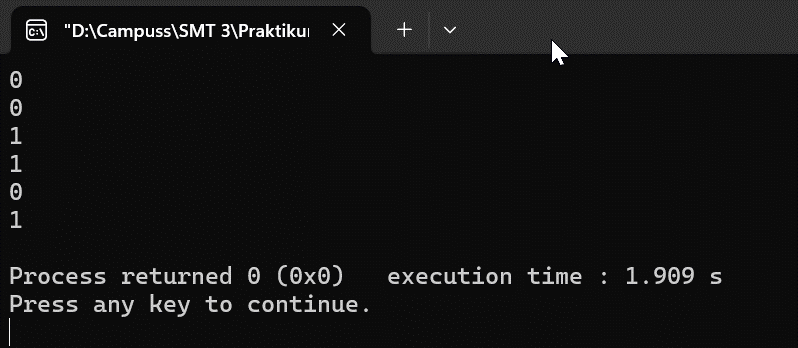 "D:\Campuss\SMT 3\Praktikur
0
0
1
1
0
1
Process returned 0 (0x0)   execution time : 1.909 s
Press any key to continue.